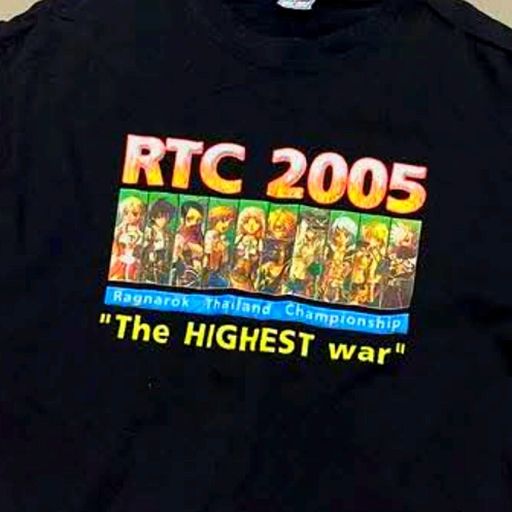 RTC 2005
Ragnarok Thailand Championship
"The HIGHEST war"